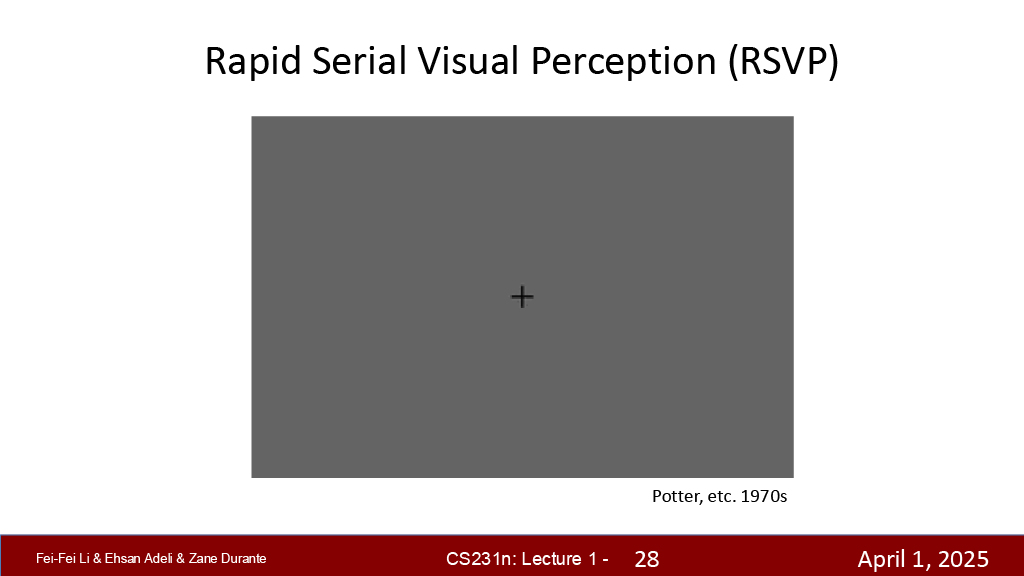 Rapid Serial Visual Perception (RSVP)
Potter, etc. 1970s
Fei-Fei Li & Ehsan Adeli & Zane Durante
CS231n: Lecture 1 - 28
April 1, 2025